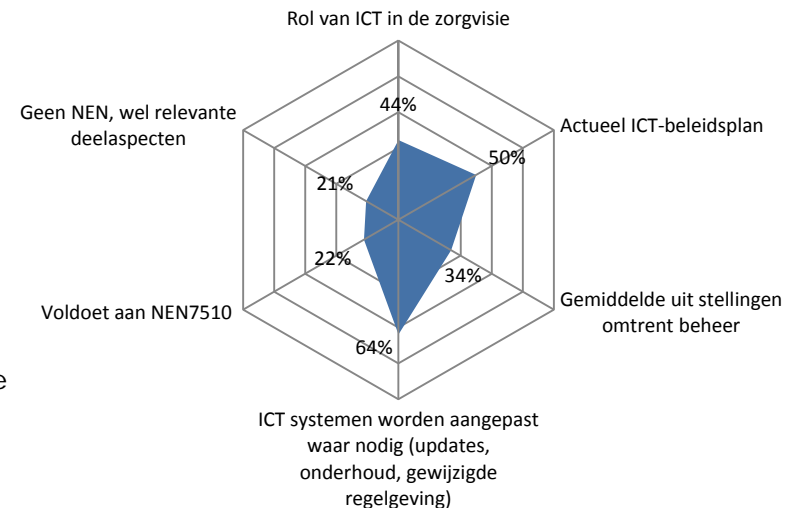 Rol van ICT in de zorgvisie
44%
Actueel ICT-beleidsplan
50%
Gemiddelde uit stellingen
omtrent beheer
34%
ICT systemen worden aangepast
waar nodig (updates,
onderhoud, gewijzigde
regelgeving)
64%
Voldoet aan NEN7510
22%
Geen NEN, wel relevante
deelaspecten
21%
e